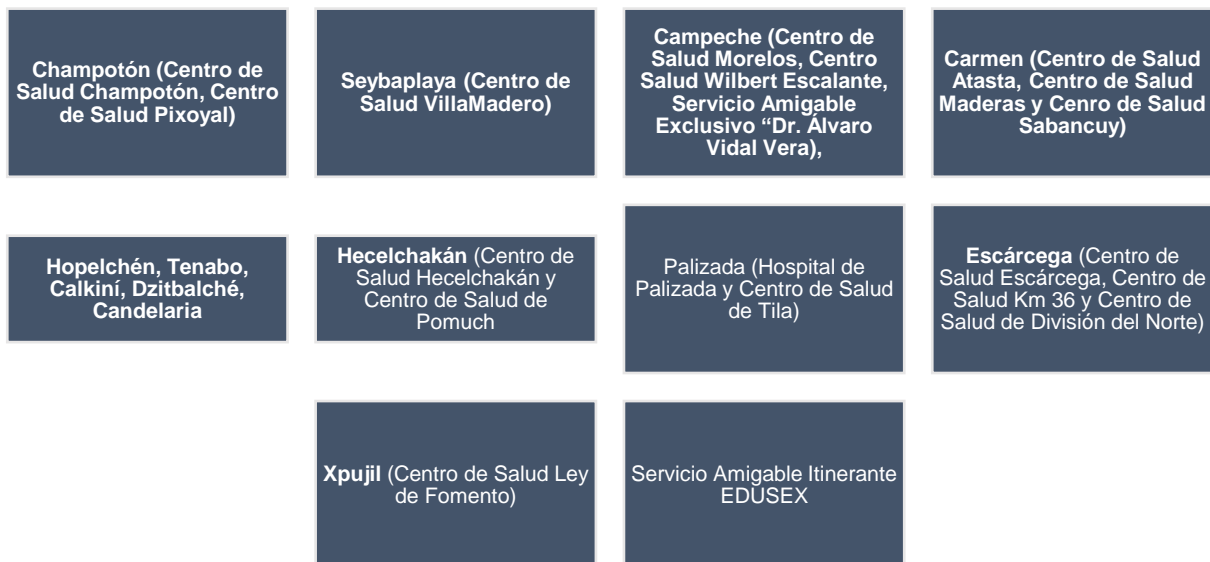 Champotón (Centro de
Salud Champotón, Centro
de Salud Pixoyal)
Seybaplaya (Centro de
Salud VillaMadero)
Campeche (Centro de
Salud Morelos, Centro
Salud Wilbert Escalante,
Servicio Amigable
Exclusivo “Dr. Álvaro
Vidal Vera),
Carmen (Centro de Salud
Atasta, Centro de Salud
Maderas y Cenro de Salud
Sabancuy)
Hopelchén, Tenabo,
Calkiní, Dzitbalché,
Candelaria
Hecelchakán (Centro de
Salud Hecelchakán y
Centro de Salud de
Pomuch
Palizada (Hospital de
Palizada y Centro de Salud
de Tila)
Escárcega (Centro de
Salud Escárcega, Centro de
Salud Km 36 y Centro de
Salud de División del Norte)
Xpujil (Centro de Salud Ley
de Fomento)
Servicio Amigable Itinerante
EDUSEX